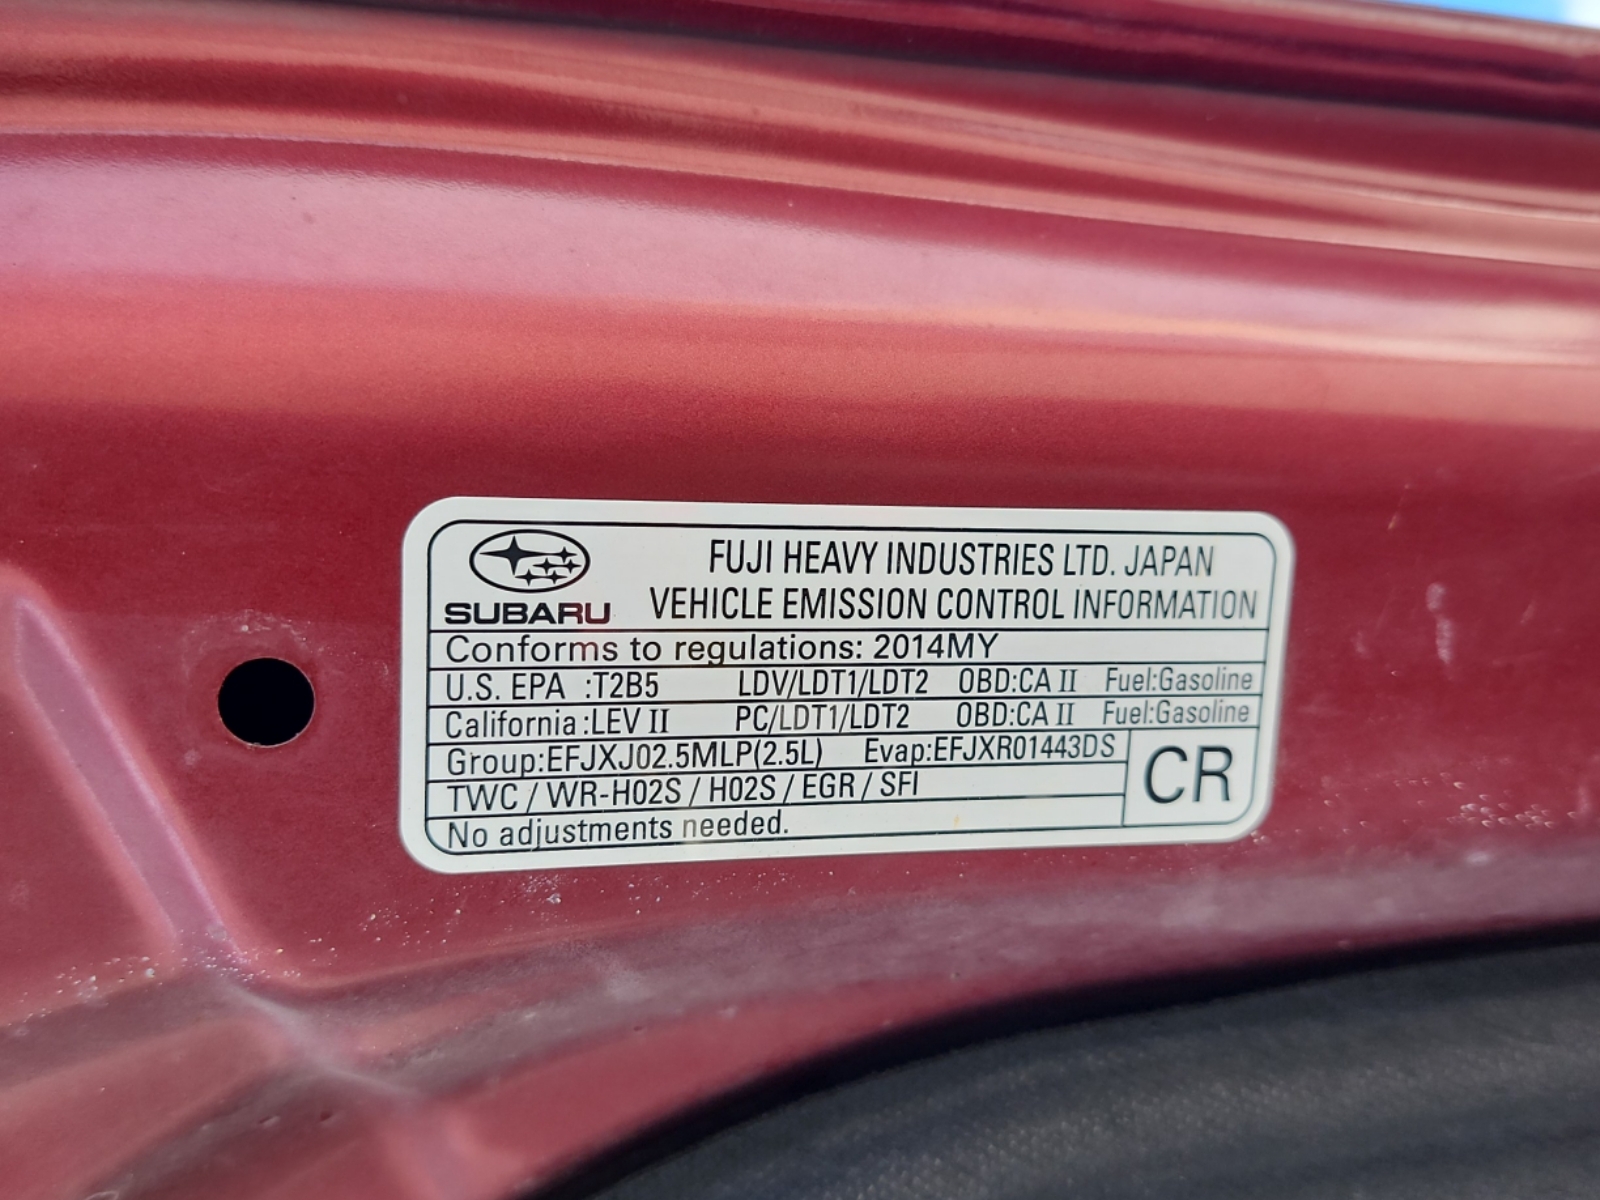 SUBARU
FUJI HEAVY INDUSTRIES LTD. JAPAN
VEHICLE EMISSION CONTROL INFORMATION
Conforms to regulations: 2014MY
U.S. EPA :T2B5 LDV/LDT1/LDT2 OBD:CA II Fuel:Gasoline
California:LEV II PC/LDT1/LDT2 OBD:CA II Fuel:Gasoline
Group:EFJXJ02.5MLP(2.5L) Evap:EFJXR01443DS
TWC / WR-H02S / H02S / EGR / SFI
No adjustments needed.
CR